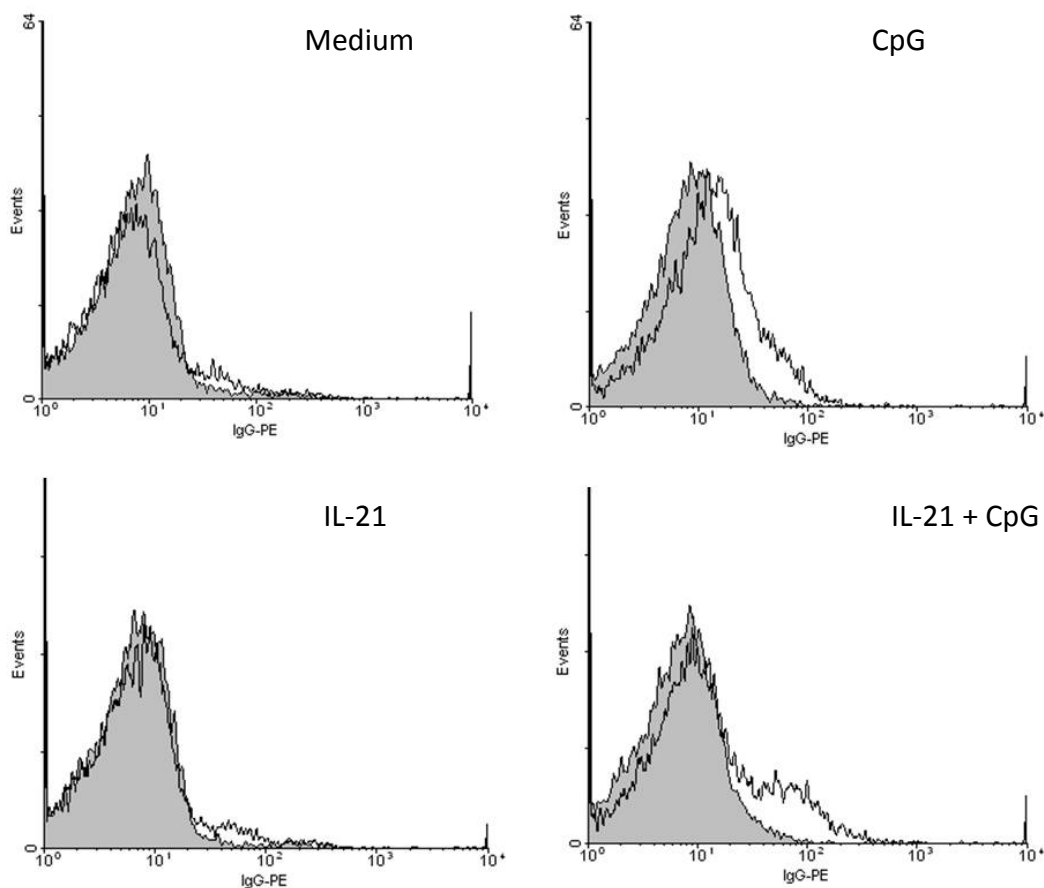 Medium
64
Events
0
10⁰ 10¹ 10² 10³ 10⁴
IgG-PE
CpG
64
Events
0
10⁰ 10¹ 10² 10³ 10⁴
IgG-PE
IL-21
Events
0
10⁰ 10¹ 10² 10³ 10⁴
IgG-PE
IL-21 + CpG
Events
0
10⁰ 10¹ 10² 10³ 10⁴
IgG-PE